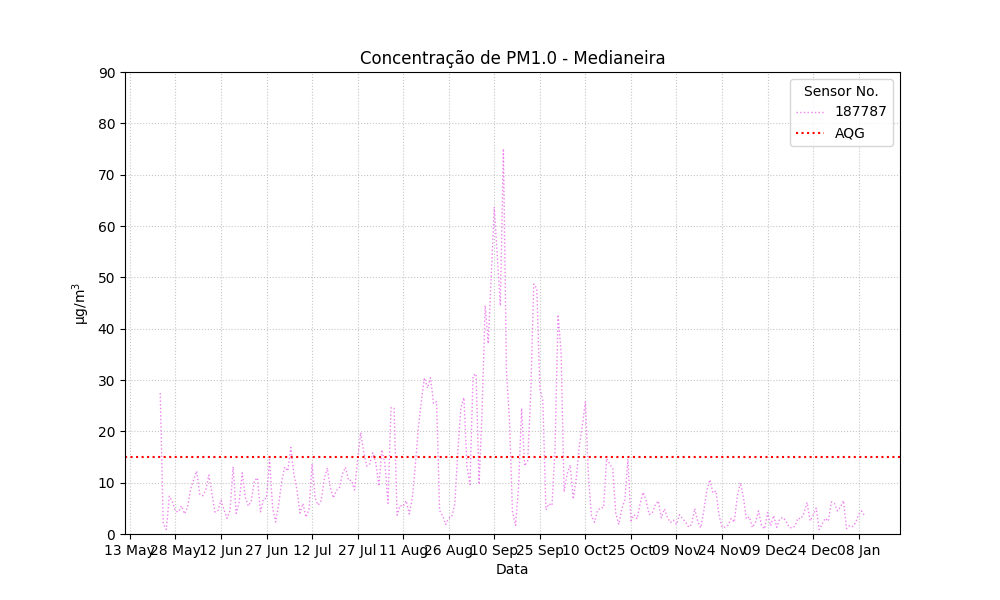 Concentração de PM1.0 - Medianeira
Sensor No.
187787
AQG
90
80
70
60
50
40
30
20
10
0
µg/m³
13 May 28 May 12 Jun 27 Jun 12 Jul 27 Jul 11 Aug 26 Aug 10 Sep 25 Sep 10 Oct 25 Oct 09 Nov 24 Nov 09 Dec 24 Dec 08 Jan
Data